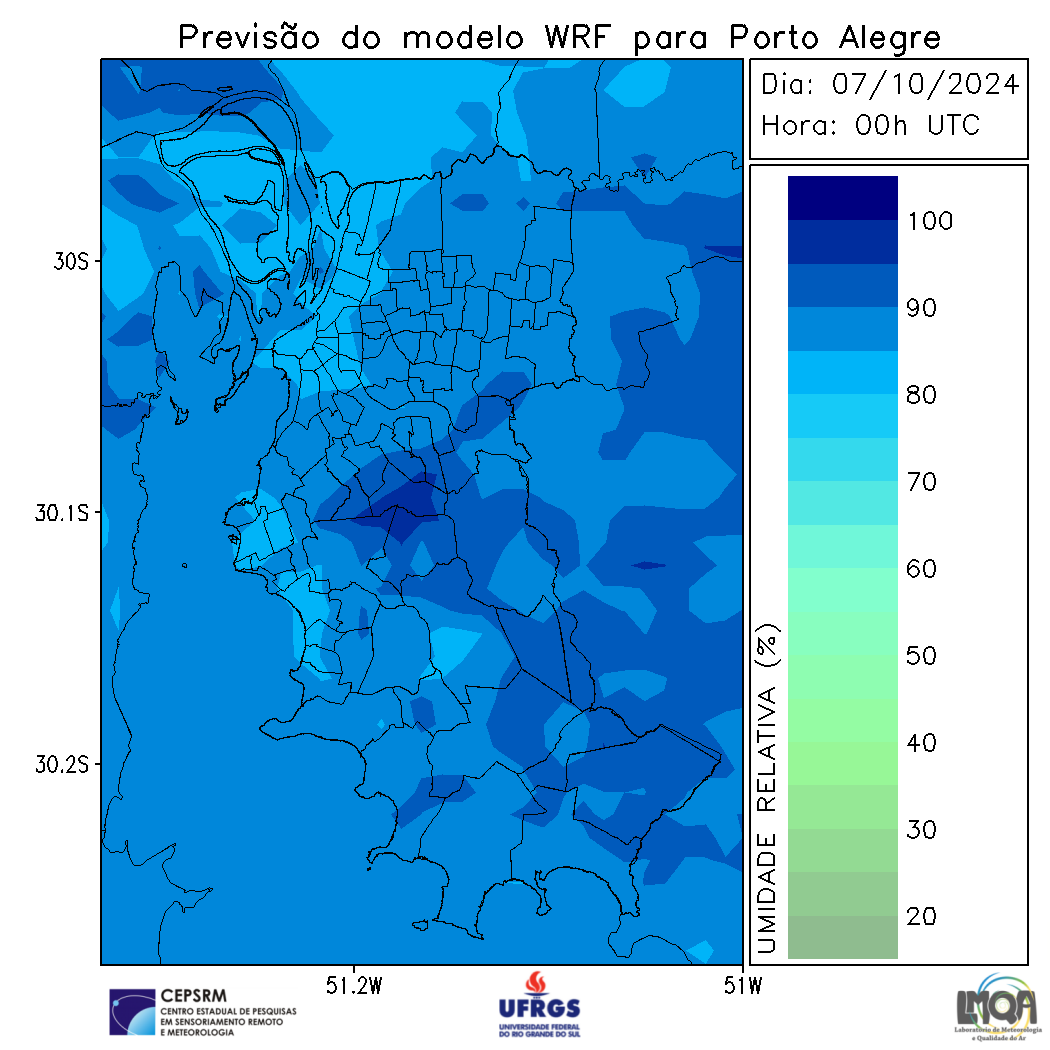 Previsão do modelo WRF para Porto Alegre
Dia: 07/10/2024
Hora: 00h UTC
100
90
80
70
60
50
40
30
20
UMIDADE RELATIVA (%)
30S
30.1S
30.2S
51.2W
51W
CEPSRM
CENTRO ESTADUAL DE PESQUISAS
EM SENSORIAMENTO REMOTO
E METEOROLOGIA
UFRGS
UNIVERSIDADE FEDERAL
DO RIO GRANDE DO SUL
LMQA
Laboratório de Meteorologia
e Qualidade do Ar